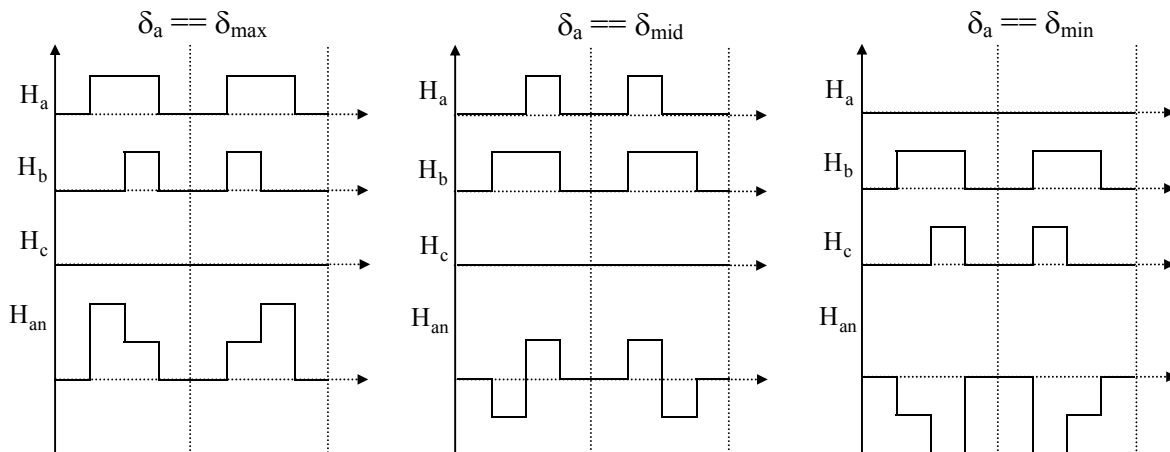 δa == δmax
Ha
Hb
Hc
Han
δa == δmid
Ha
Hb
Hc
Han
δa == δmin
Ha
Hb
Hc
Han